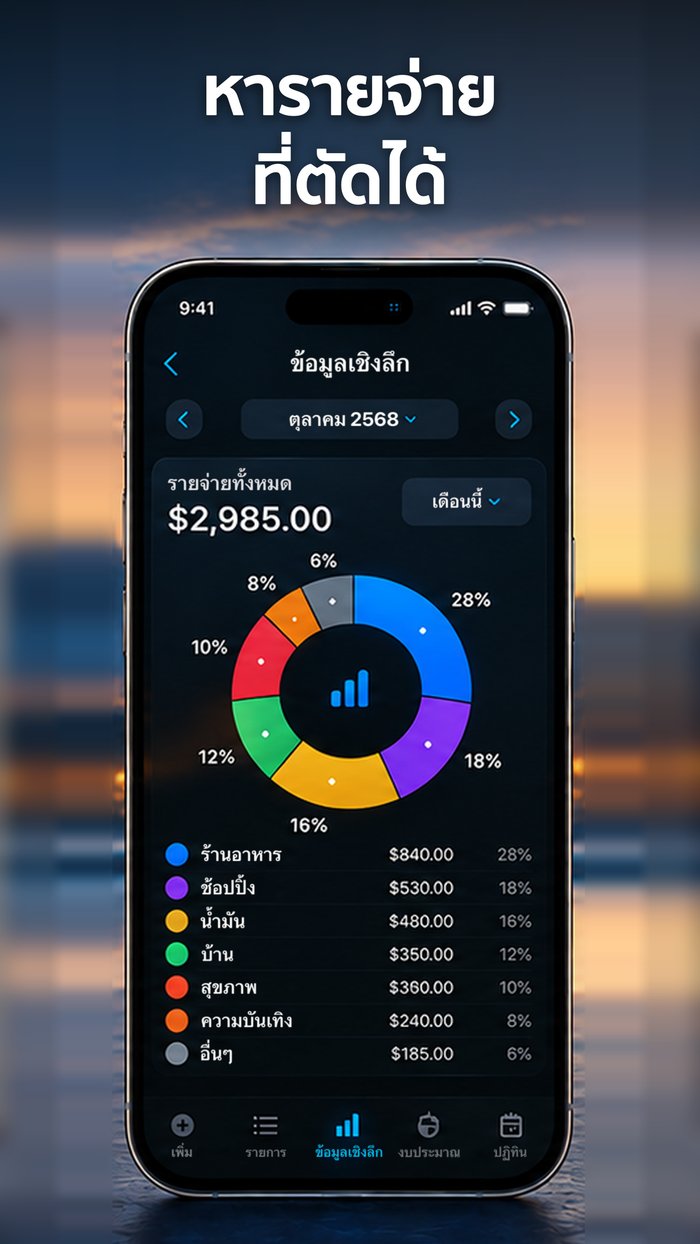 หารายจ่าย
ที่ตัดได้
9:41
ข้อมูลเชิงลึก
ตุลาคม 2568
รายจ่ายทั้งหมด
$2,985.00
เดือนนี้
6%
8%
28%
10%
12%
18%
16%
ร้านอาหาร $840.00 28%
ช้อปปิ้ง $530.00 18%
น้ำมัน $480.00 16%
บ้าน $350.00 12%
สุขภาพ $360.00 10%
ความบันเทิง $240.00 8%
อื่นๆ $185.00 6%
เพิ่ม รายการ ข้อมูลเชิงลึก งบประมาณ ปฏิทิน